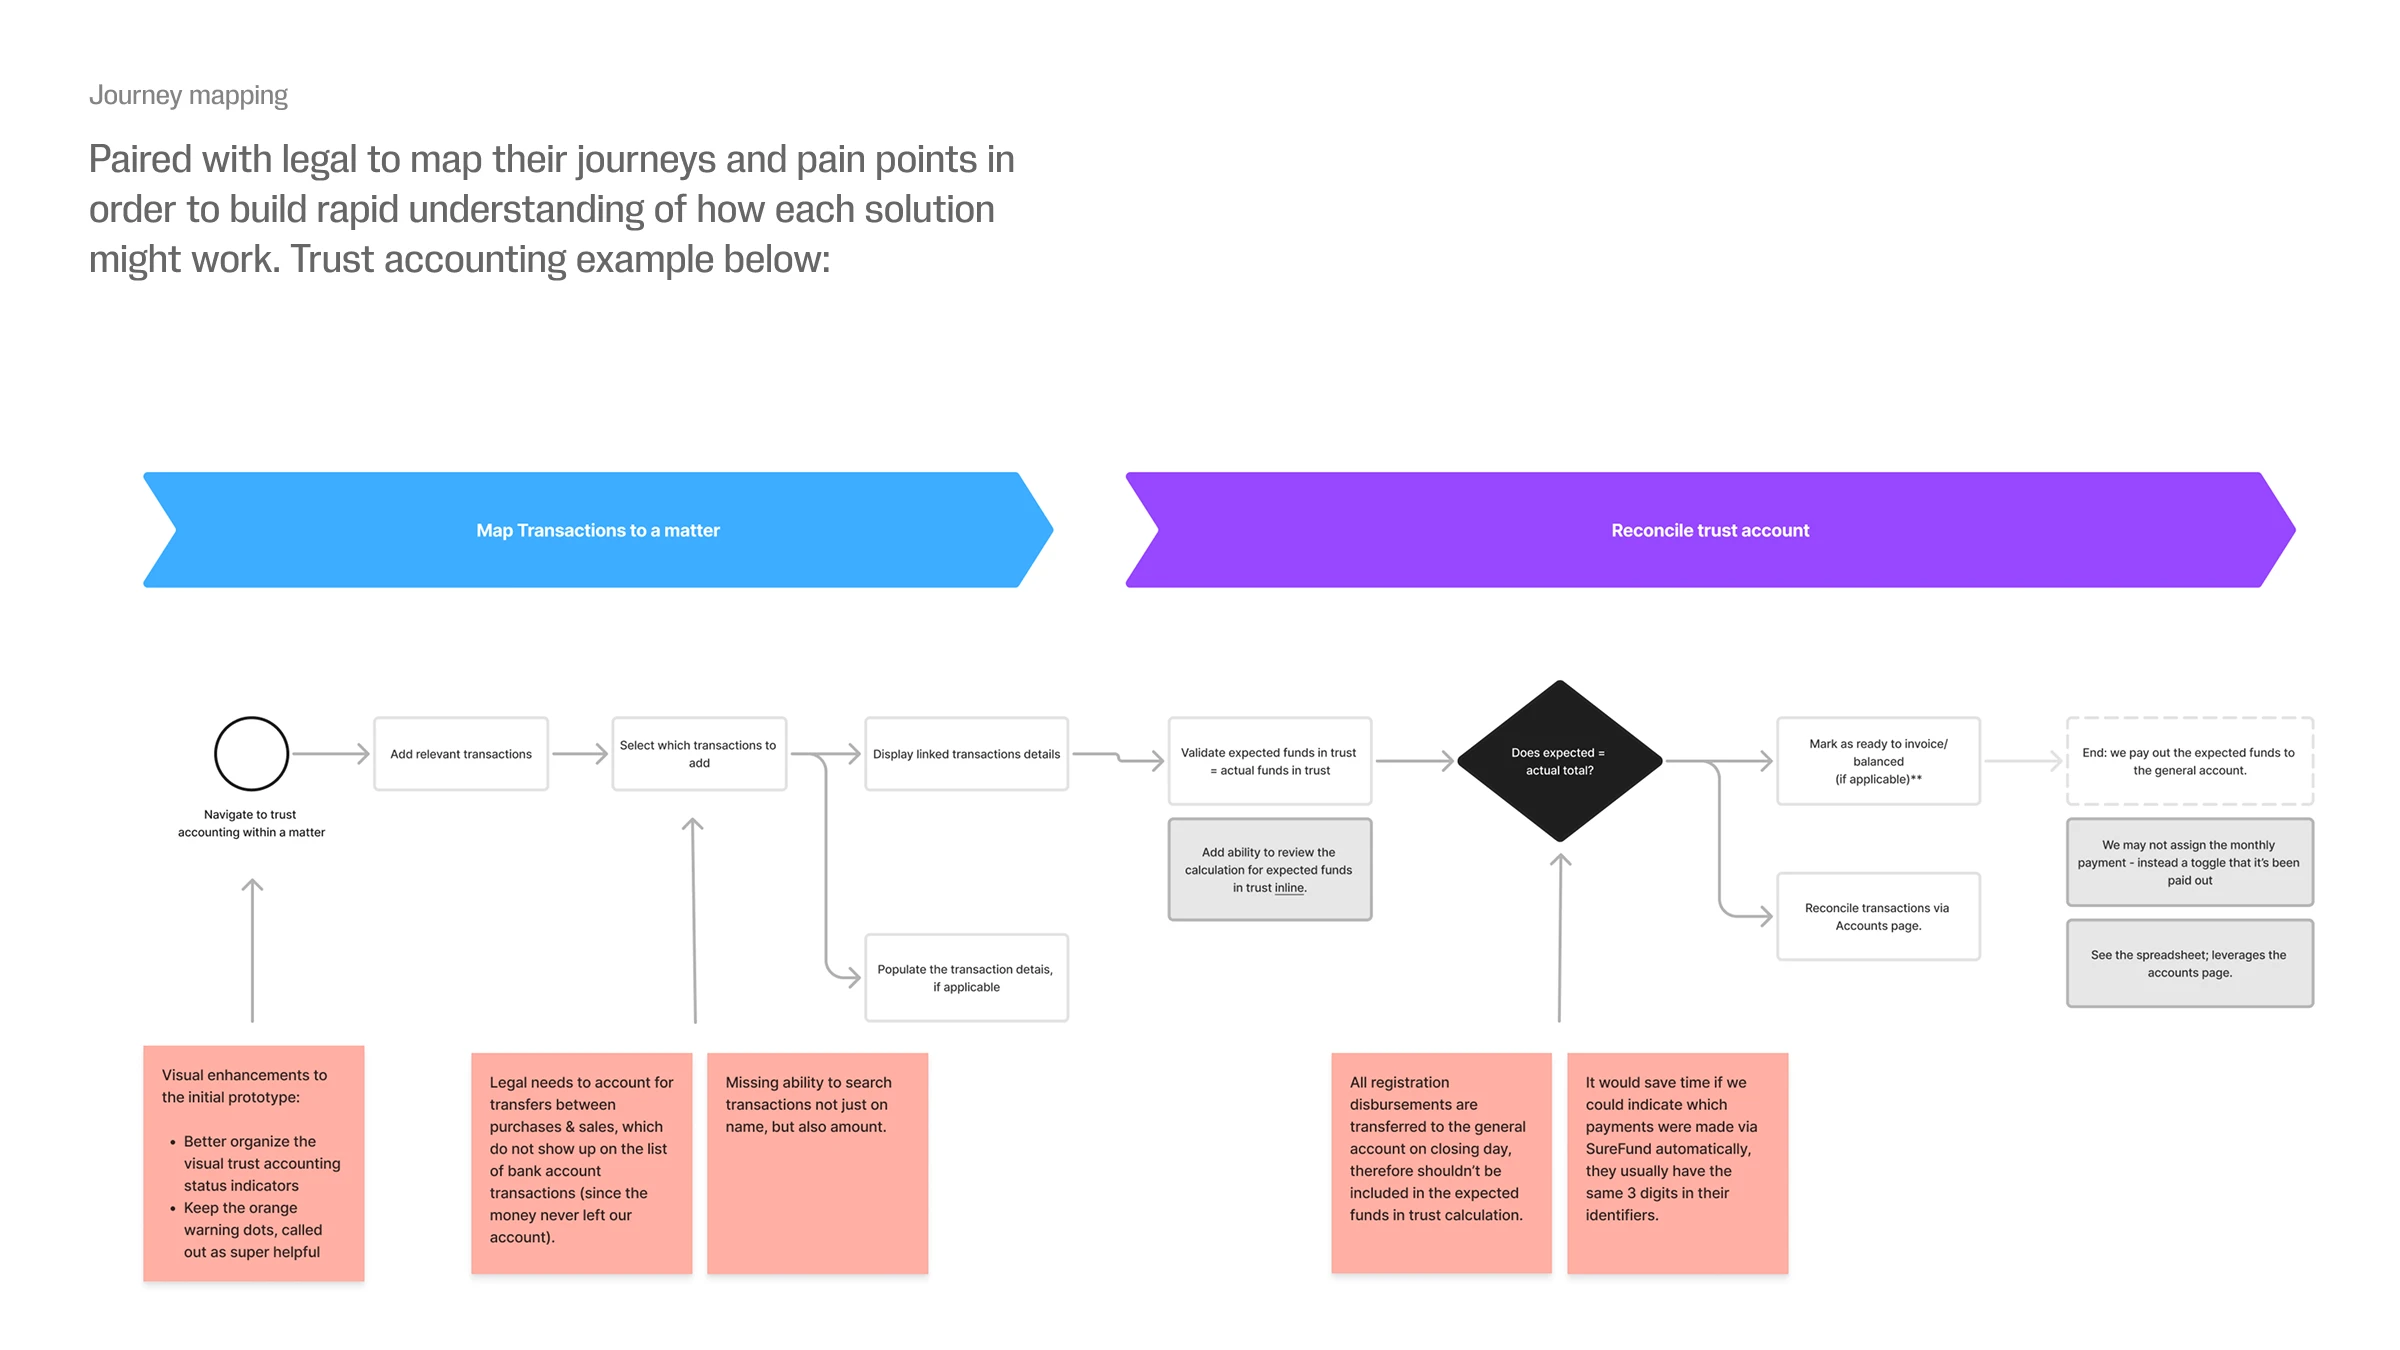 Journey mapping
Paired with legal to map their journeys and pain points in
order to build rapid understanding of how each solution
might work. Trust accounting example below:
Map Transactions to a matter
Reconcile trust account
Navigate to trust
accounting within a matter
Add relevant transactions
Select which transactions to
add
Display linked transactions details
Populate the transaction detais,
if applicable
Validate expected funds in trust
= actual funds in trust
Add ability to review the
calculation for expected funds
in trust inline.
Does expected =
actual total?
Mark as ready to invoice/
balanced
(if applicable)**
Reconcile transactions via
Accounts page.
End: we pay out the expected funds to
the general account.
We may not assign the monthly
payment - instead a toggle that it's been
paid out
See the spreadsheet; leverages the
accounts page.
Visual enhancements to
the initial prototype:
• Better organize the
visual trust accounting
status indicators
• Keep the orange
warning dots, called
out as super helpful
Legal needs to account for
transfers between
purchases & sales, which
do not show up on the list
of bank account
transactions (since the
money never left our
account).
Missing ability to search
transactions not just on
name, but also amount.
All registration
disbursements are
transferred to the general
account on closing day,
therefore shouldn't be
included in the expected
funds in trust calculation.
It would save time if we
could indicate which
payments were made via
SureFund automatically,
they usually have the
same 3 digits in their
identifiers.